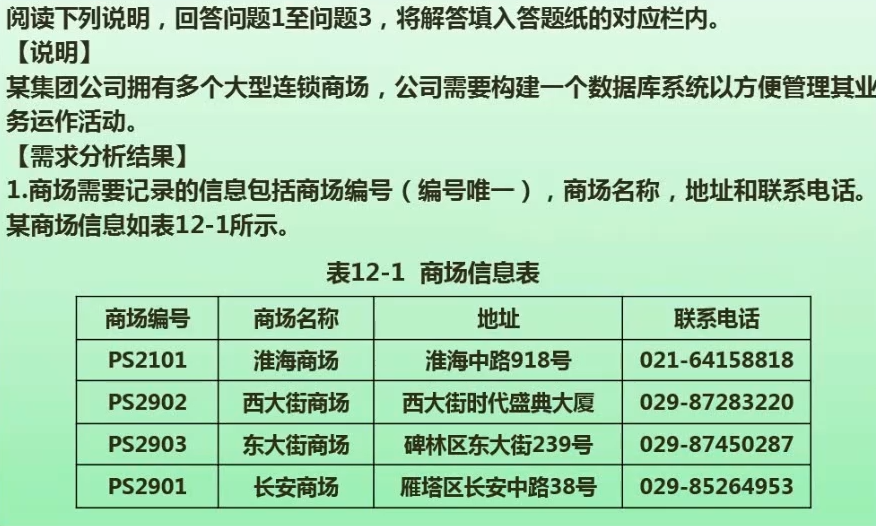 阅读下列说明，回答问题1至问题3，将解答填入答题纸的对应栏内。
【说明】
某集团公司拥有多个大型连锁商场，公司需要构建一个数据库系统以方便管理其业
务运作活动。
【需求分析结果】
1.商场需要记录的信息包括商场编号（编号唯一），商场名称，地址和联系电话。
某商场信息如表12-1所示。
表12-1 商场信息表
商场编号 商场名称 地址 联系电话
PS2101 淮海商场 淮海中路918号 021-64158818
PS2902 西大街商场 西大街时代盛典大厦 029-87283220
PS2903 东大街商场 碑林区东大街239号 029-87450287
PS2901 长安商场 雁塔区长安中路38号 029-85264953